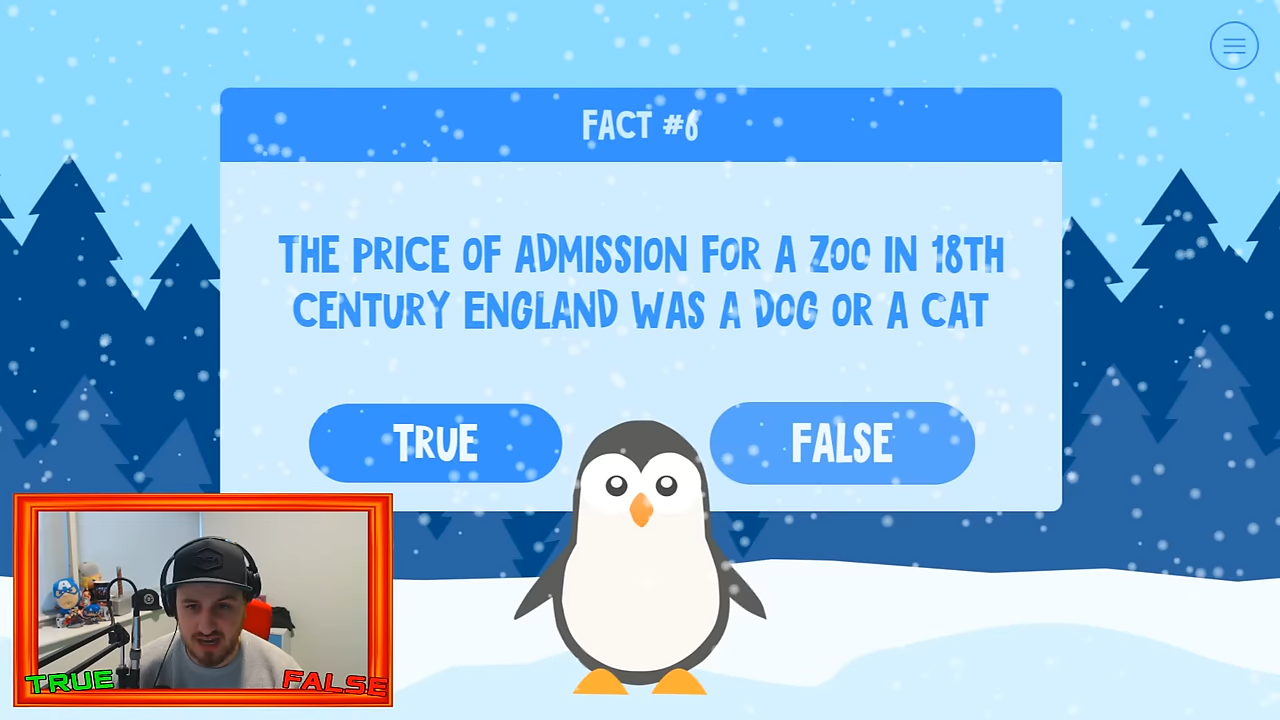 FACT #6
THE PRICE OF ADMISSION FOR A ZOO IN 18TH
CENTURY ENGLAND WAS A DOG OR A CAT
TRUE
FALSE
TRUE
FALSE